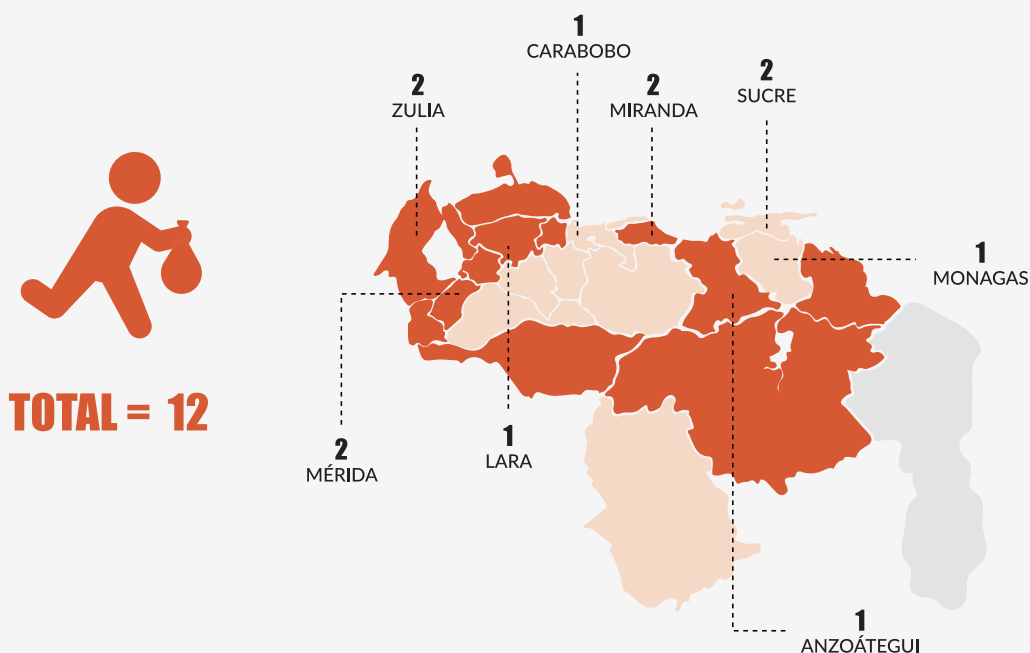 1
CARABOBO
2
ZULIA
2
MIRANDA
2
SUCRE
1
MONAGAS
TOTAL = 12
2
MÉRIDA
1
LARA
1
ANZOÁTEGUI